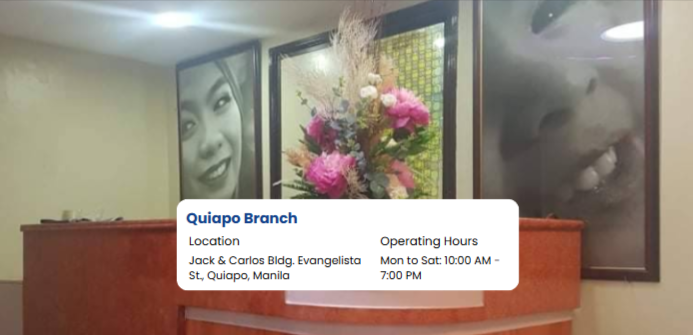 Quiapo Branch
Location
Operating Hours
Jack & Carlos Bldg. Evangelista
St., Quiapo, Manila
Mon to Sat: 10:00 AM -
7:00 PM